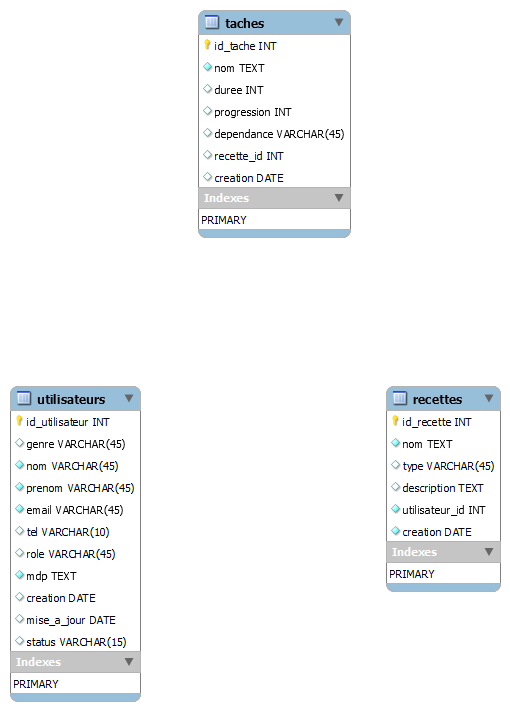 taches
id_tache INT
nom TEXT
duree INT
progression INT
dependance VARCHAR(45)
recette_id INT
creation DATE
Indexes
PRIMARY
utilisateurs
id_utilisateur INT
genre VARCHAR(45)
nom VARCHAR(45)
prenom VARCHAR(45)
email VARCHAR(45)
tel VARCHAR(10)
role VARCHAR(45)
mdp TEXT
creation DATE
mise_a_jour DATE
status VARCHAR(15)
Indexes
PRIMARY
recettes
id_recette INT
nom TEXT
type VARCHAR(45)
description TEXT
utilisateur_id INT
creation DATE
Indexes
PRIMARY